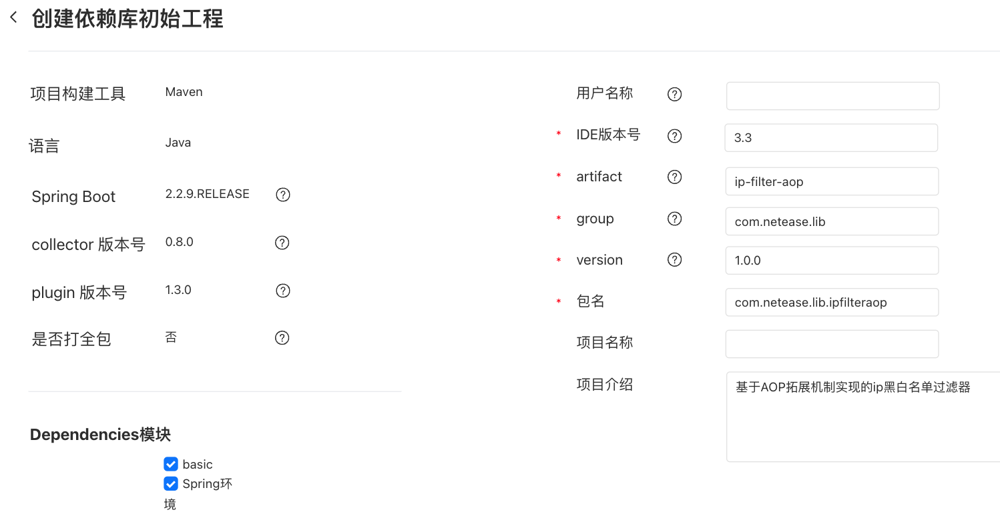 创建依赖库初始工程
项目构建工具 Maven
语言 Java
Spring Boot 2.2.9.RELEASE ?
collector 版本号 0.8.0 ?
plugin 版本号 1.3.0 ?
是否打全包 否 ?
Dependencies模块
basic
Spring环
境
用户名称 ?
* IDE版本号 ? 3.3
* artifact ? ip-filter-aop
* group ? com.netease.lib
* version ? 1.0.0
* 包名 com.netease.lib.ipfilteraop
项目名称
项目介绍 基于AOP拓展机制实现的ip黑白名单过滤器